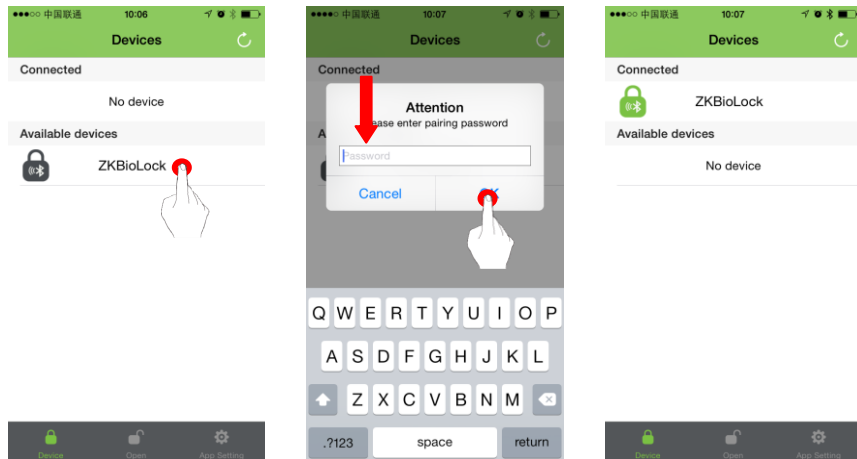 中国联通 10:06
Devices
Connected
No device
Available devices
ZKBioLock
Device Open App Setting
中国联通 10:07
Devices
Connected
Attention
ease enter pairing password
A
Password
Cancel
Q W E R T Y U I O P
A S D F G H J K L
Z X C V B N M
.?123 space return
中国联通 10:07
Devices
Connected
ZKBioLock
Available devices
No device
Device Open App Setting